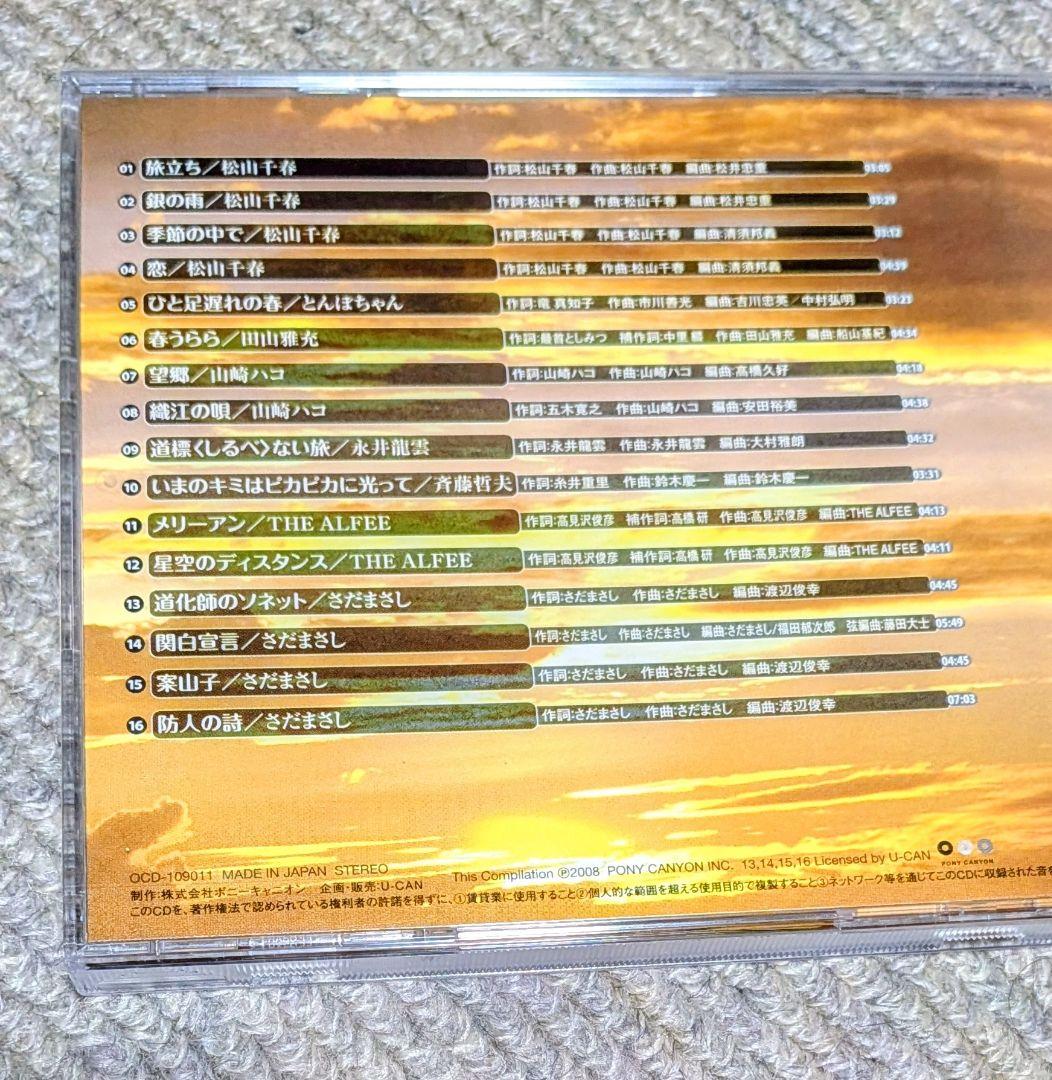 01 旅立ち／松山千春 作詞:松山千春 作曲:松山千春 編曲:松井忠重 03:05
02 銀の雨／松山千春 作詞:松山千春 作曲:松山千春 編曲:松井忠重 03:29
03 季節の中で／松山千春 作詞:松山千春 作曲:松山千春 編曲:清須邦義 03:12
04 恋／松山千春 作詞:松山千春 作曲:松山千春 編曲:清須邦義 04:39
05 ひと足遅れの春／とんぼちゃん 作詞:竜 真知子 作曲:市川善光 編曲:吉川忠英／中村弘明 03:23
06 春うらら／田山雅充 作詞:最首としみつ 補作詞:中里 綴 作曲:田山雅充 編曲:船山基紀 04:34
07 望郷／山崎ハコ 作詞:山崎ハコ 作曲:山崎ハコ 編曲:高橋久好 04:18
08 織江の唄／山崎ハコ 作詞:五木寛之 作曲:山崎ハコ 編曲:安田裕美 04:38
09 道標〈しるべ〉ない旅／永井龍雲 作詞:永井龍雲 作曲:永井龍雲 編曲:大村雅朗 04:32
10 いまのキミはピカピカに光って／斉藤哲夫 作詞:糸井重里 作曲:鈴木慶一 編曲:鈴木慶一 03:31
11 メリーアン／THE ALFEE 作詞:高見沢俊彦 補作詞:高橋 研 作曲:高見沢俊彦 編曲:THE ALFEE 04:13
12 星空のディスタンス／THE ALFEE 作詞:高見沢俊彦 補作詞:高橋 研 作曲:高見沢俊彦 編曲:THE ALFEE 04:11
13 道化師のソネット／さだまさし 作詞:さだまさし 作曲:さだまさし 編曲:渡辺俊幸 04:45
14 関白宣言／さだまさし 作詞:さだまさし 作曲:さだまさし 編曲:さだまさし/福田郁次郎 弦編曲:藤田大士 05:49
15 案山子／さだまさし 作詞:さだまさし 作曲:さだまさし 編曲:渡辺俊幸 04:45
16 防人の詩／さだまさし 作詞:さだまさし 作曲:さだまさし 編曲:渡辺俊幸 07:03
OCD-109011 MADE IN JAPAN STEREO This Compilation ℗2008 PONY CANYON INC. 13,14,15,16 Licensed by U-CAN PONY CANYON
制作:株式会社ポニーキャニオン 企画・販売:U-CAN
このCDを、著作権法で認められている権利者の許諾を得ずに、①賃貸業に使用すること②個人的な範囲を超える使用目的で複製すること③ネットワーク等を通じてこのCDに収録された音を